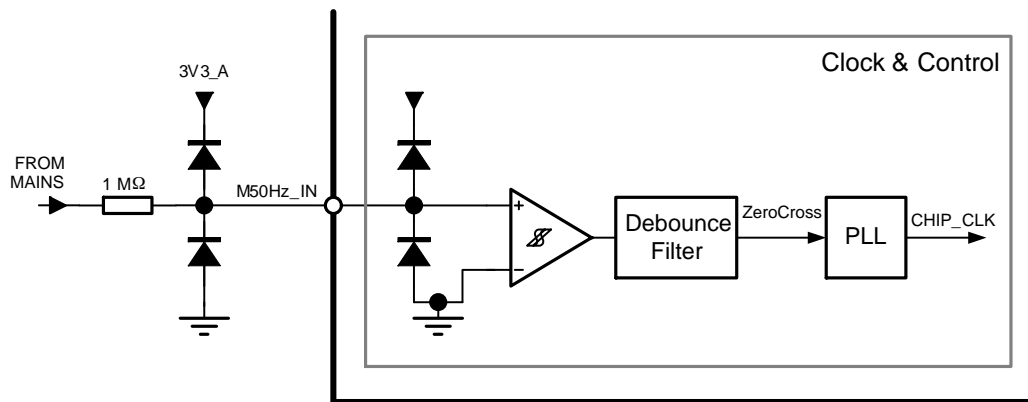 Clock & Control
3V3_A
FROM
MAINS
1 MΩ
M50Hz_IN
+
−
Debounce
Filter
ZeroCross
PLL
CHIP_CLK